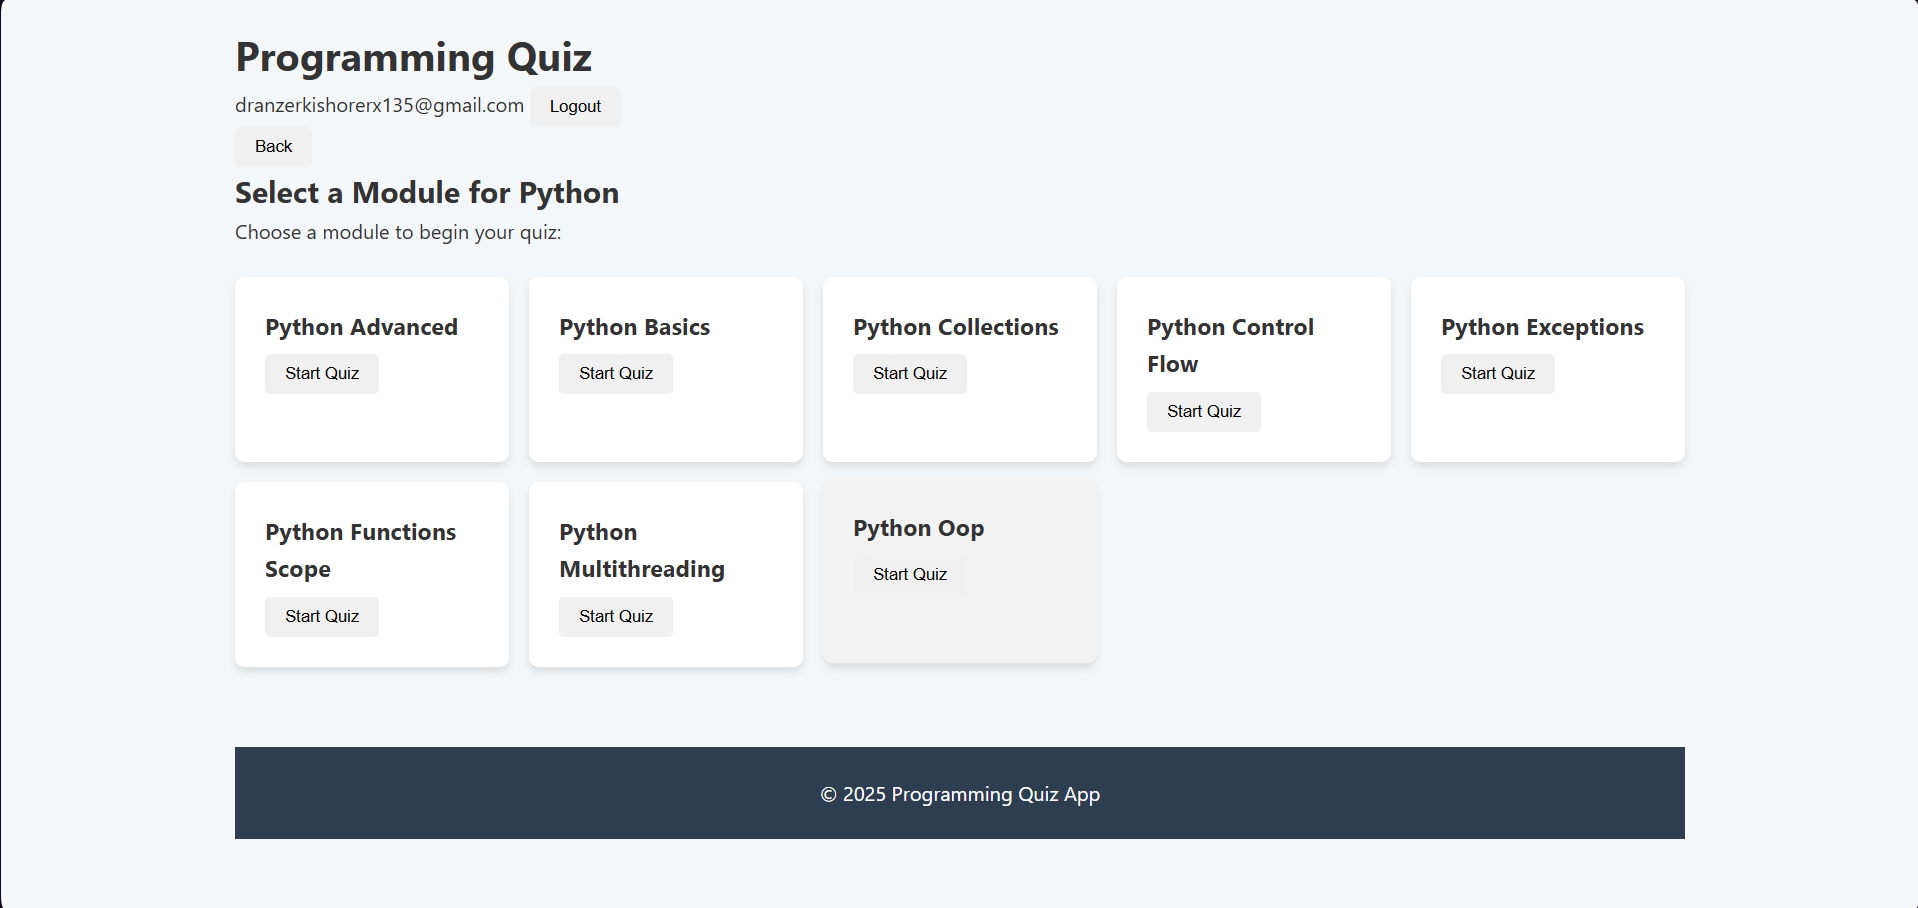 Programming Quiz
dranzerkishorerx135@gmail.com Logout
Back
Select a Module for Python
Choose a module to begin your quiz:
Python Advanced
Start Quiz
Python Basics
Start Quiz
Python Collections
Start Quiz
Python Control
Flow
Start Quiz
Python Exceptions
Start Quiz
Python Functions
Scope
Start Quiz
Python
Multithreading
Start Quiz
Python Oop
Start Quiz
© 2025 Programming Quiz App